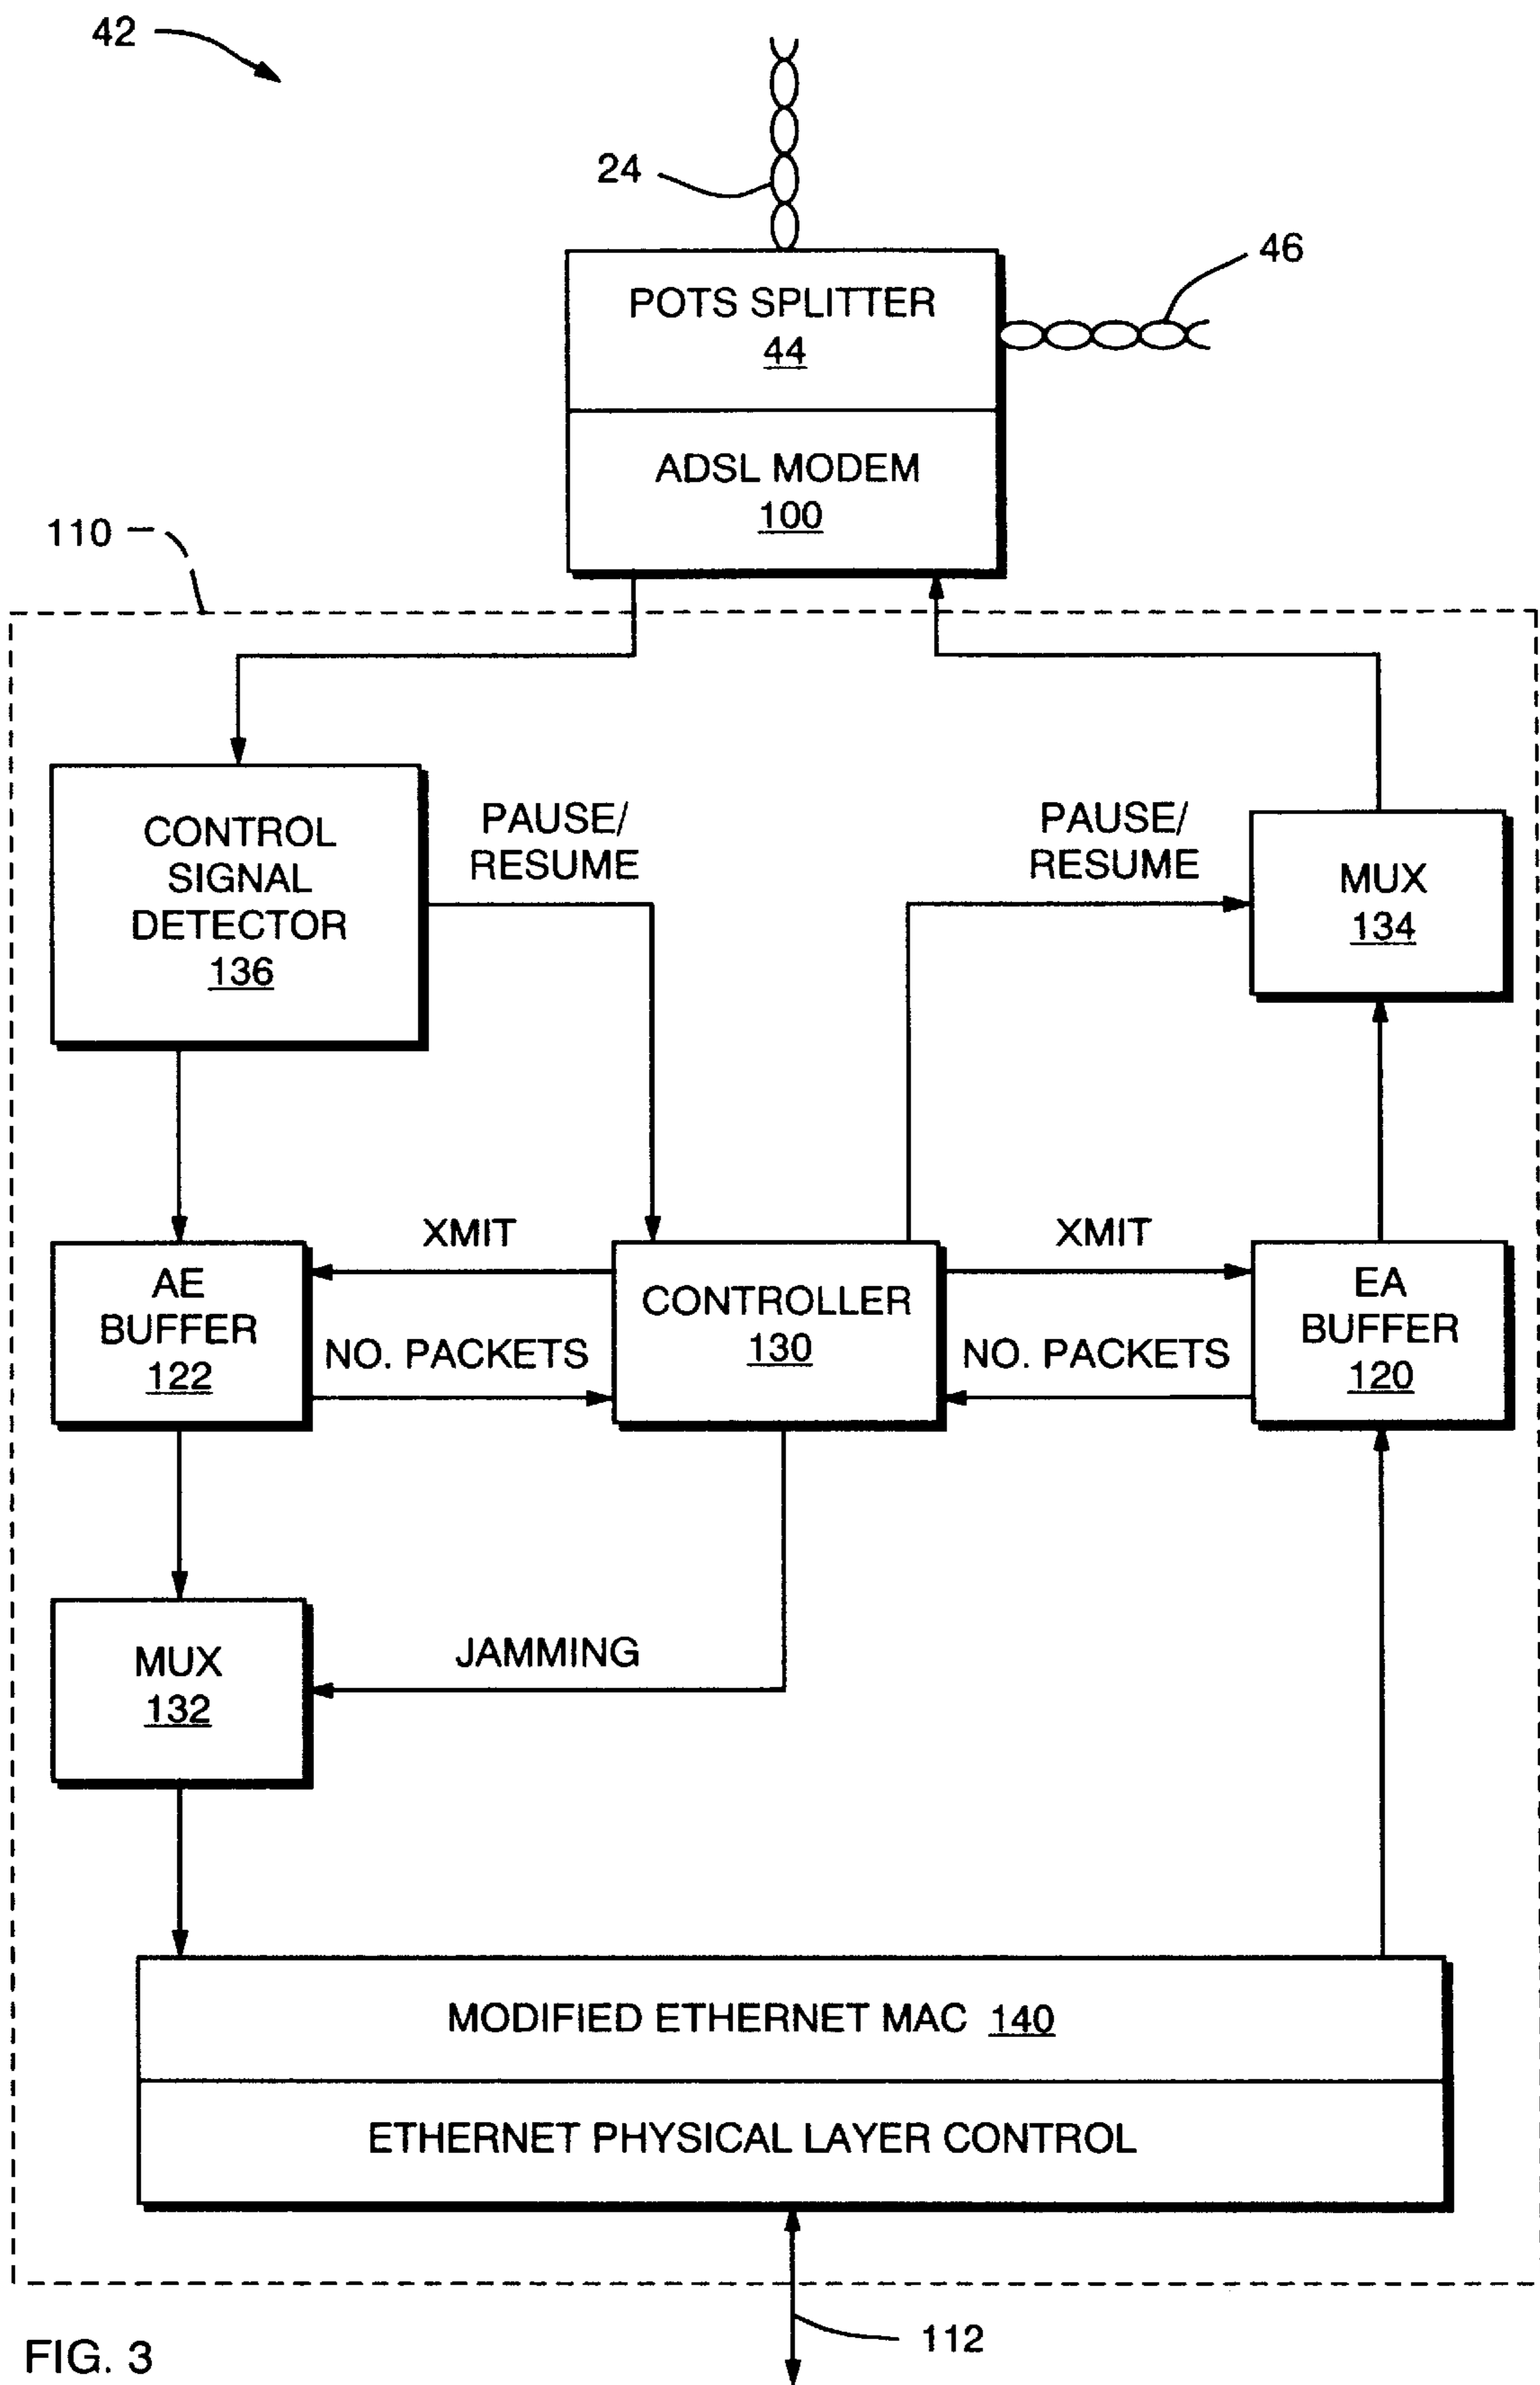 42
24
46
POTS SPLITTER
44
ADSL MODEM
100
110
CONTROL
SIGNAL
DETECTOR
136
PAUSE/
RESUME
PAUSE/
RESUME
MUX
134
XMIT
XMIT
AE
BUFFER
122
NO. PACKETS
CONTROLLER
130
NO. PACKETS
EA
BUFFER
120
MUX
132
JAMMING
MODIFIED ETHERNET MAC 140
ETHERNET PHYSICAL LAYER CONTROL
112
FIG. 3